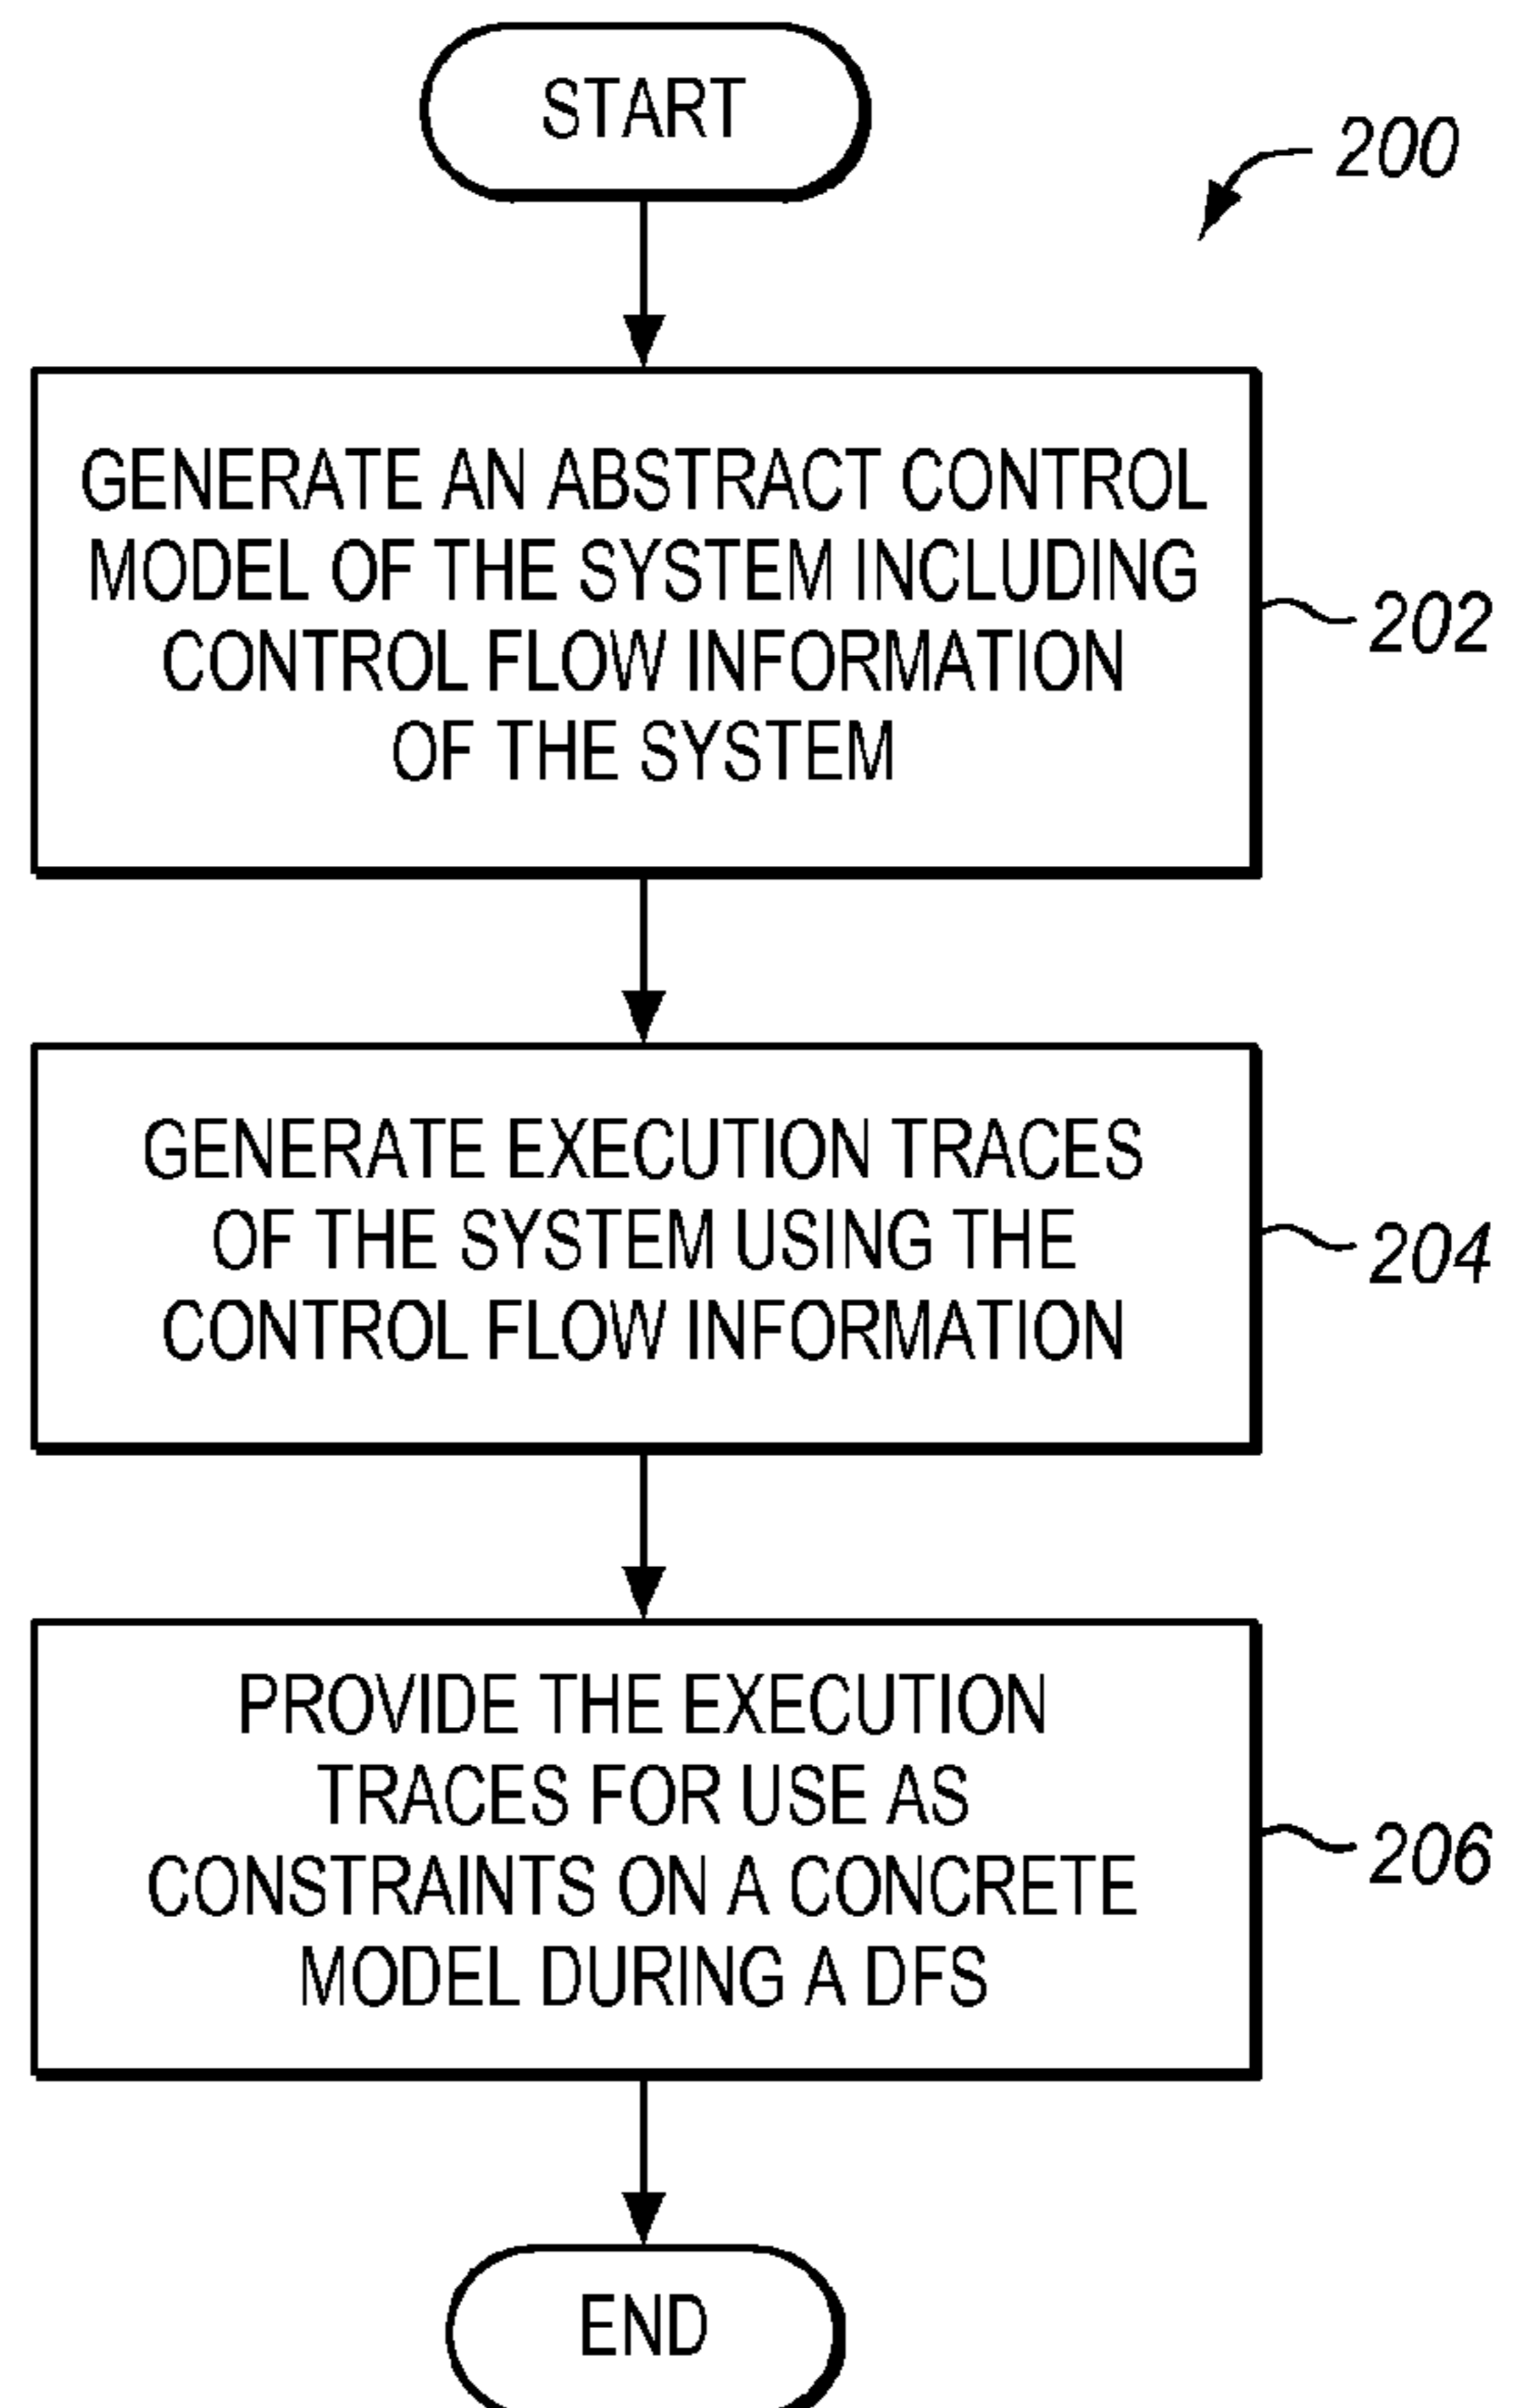 START
200
GENERATE AN ABSTRACT CONTROL
MODEL OF THE SYSTEM INCLUDING
CONTROL FLOW INFORMATION
OF THE SYSTEM
202
GENERATE EXECUTION TRACES
OF THE SYSTEM USING THE
CONTROL FLOW INFORMATION
204
PROVIDE THE EXECUTION
TRACES FOR USE AS
CONSTRAINTS ON A CONCRETE
MODEL DURING A DFS
206
END